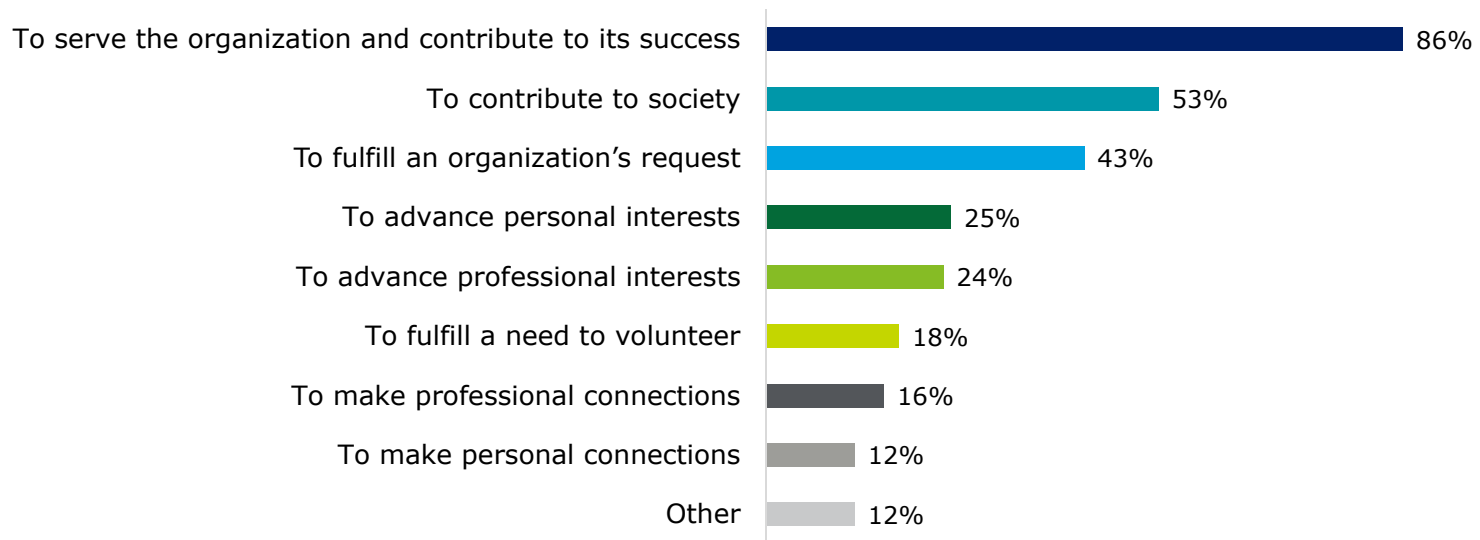 To serve the organization and contribute to its success 86%
To contribute to society 53%
To fulfill an organization’s request 43%
To advance personal interests 25%
To advance professional interests 24%
To fulfill a need to volunteer 18%
To make professional connections 16%
To make personal connections 12%
Other 12%